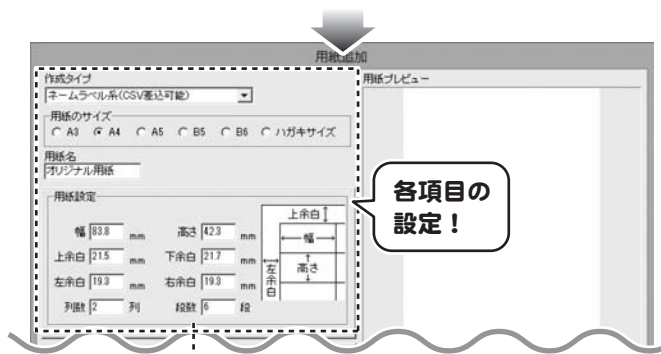 用紙追加
作成タイプ
ネームラベル系(CSV差込可能)
用紙のサイズ
A3 A4 A5 B5 B6 ハガキサイズ
用紙名
オリジナル用紙
用紙設定
幅 83.8 mm 高さ 42.3 mm
上余白 21.5 mm 下余白 21.7 mm
左余白 19.3 mm 右余白 19.3 mm
列数 2 列 段数 6 段
上余白
幅
高さ
左余白
用紙プレビュー
各項目の
設定！